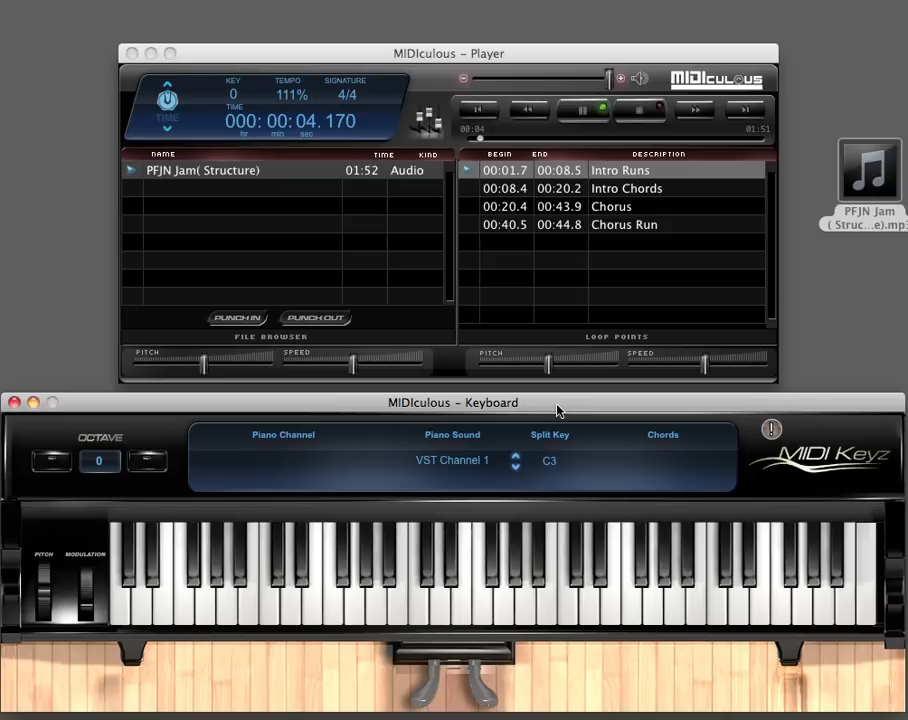 MIDIculous - Player
KEY TEMPO SIGNATURE
0 111% 4/4
TIME
000: 00: 04. 170
hr min sec
TIME
MIDIculous
00:04 01:51
NAME TIME KIND
PFJN Jam( Structure) 01:52 Audio
PUNCH IN PUNCH OUT
FILE BROWSER
PITCH SPEED
BEGIN END DESCRIPTION
00:01.7 00:08.5 Intro Runs
00:08.4 00:20.2 Intro Chords
00:20.4 00:43.9 Chorus
00:40.5 00:44.8 Chorus Run
LOOP POINTS
PITCH SPEED
PFJN Jam
( Struc...e).mp3
MIDIculous - Keyboard
OCTAVE
0
Piano Channel Piano Sound Split Key Chords
VST Channel 1 C3
!
MIDI Keyz
PITCH MODULATION